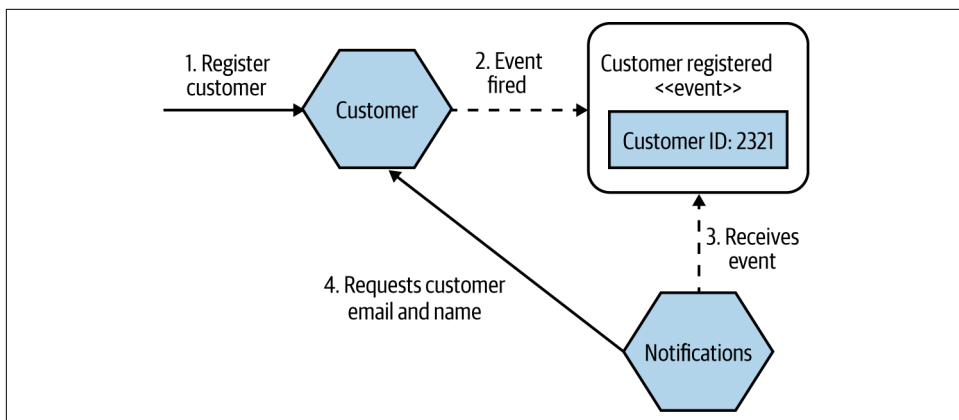 1. Register
customer
Customer
2. Event
fired
Customer registered
<<event>>
Customer ID: 2321
3. Receives
event
4. Requests customer
email and name
Notifications